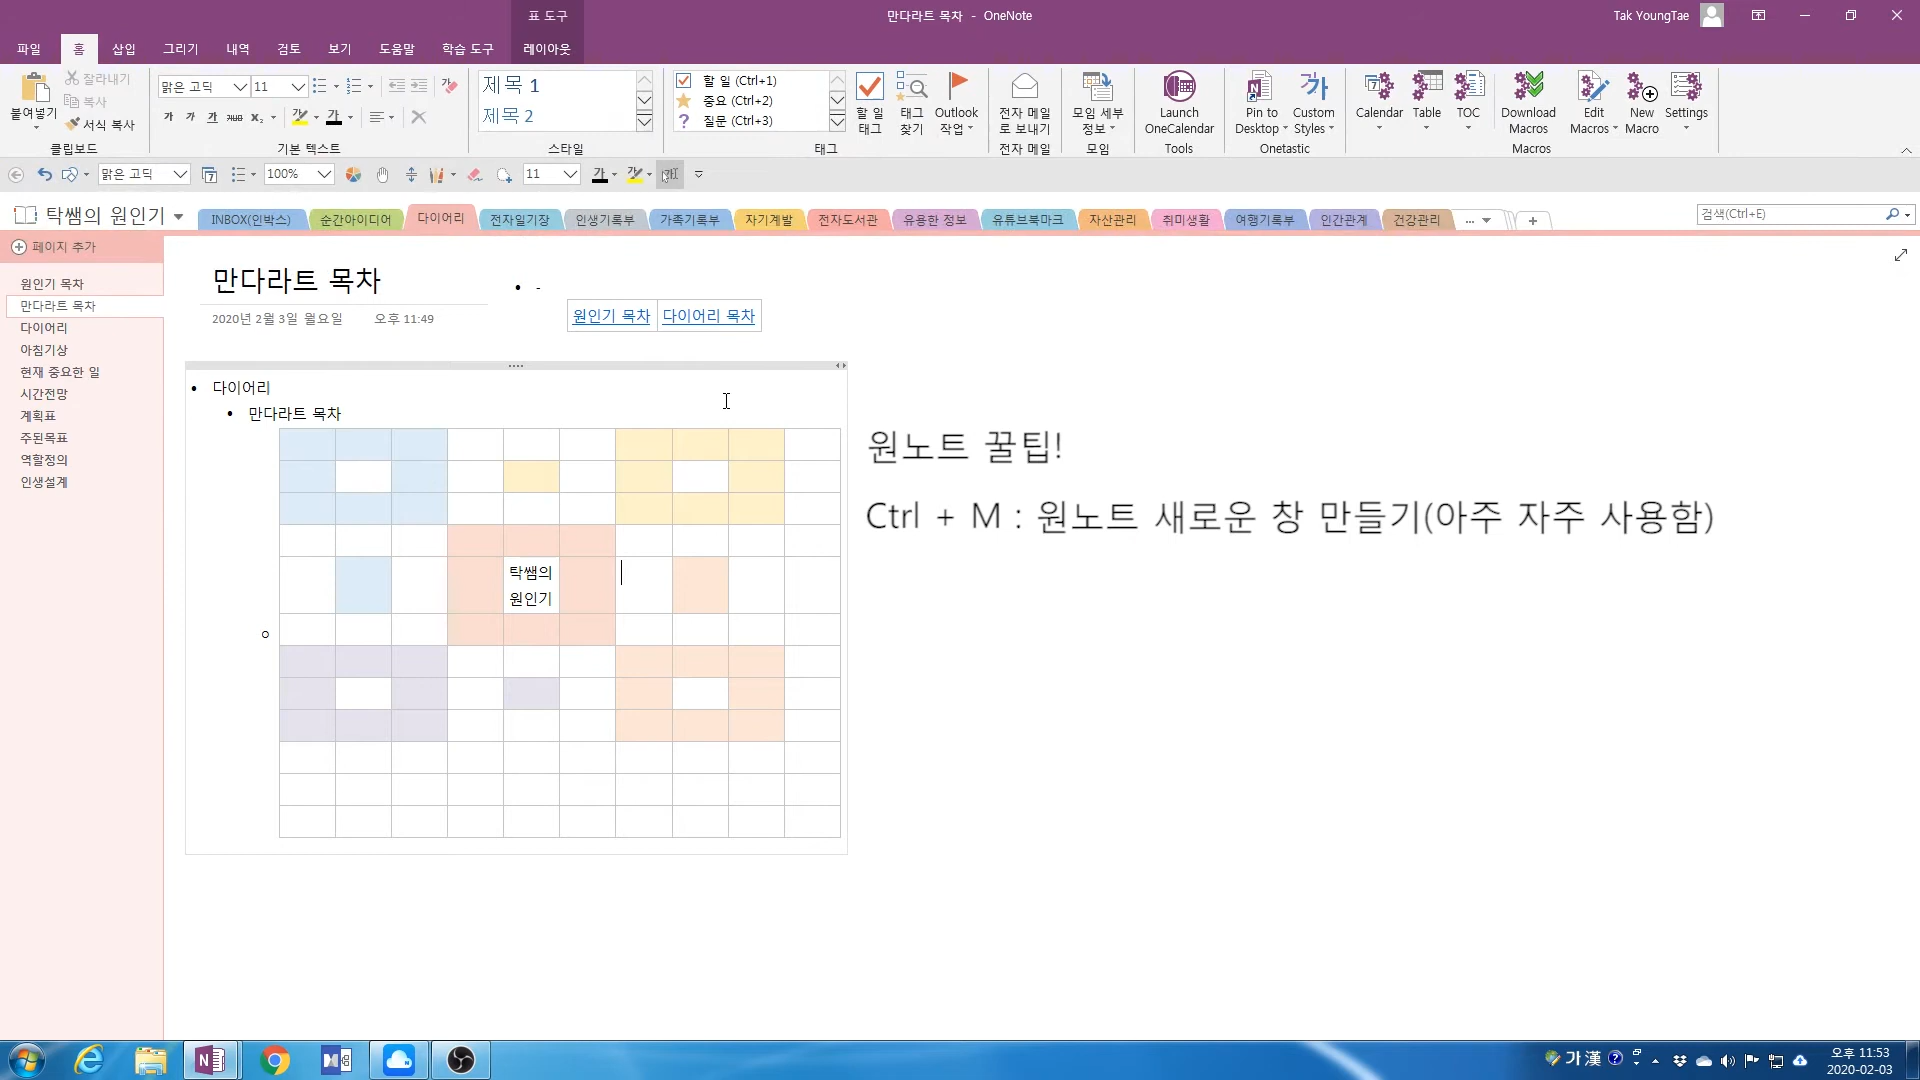 표 도구
만다라트 목차 - OneNote
Tak YoungTae
파일 홈 삽입 그리기 내역 검토 보기 도움말 학습 도구 레이아웃
붙여넣기
잘라내기
복사
서식 복사
클립보드
맑은 고딕 11
가 가 가 가
기본 텍스트
제목 1
제목 2
스타일
할 일 (Ctrl+1)
중요 (Ctrl+2)
질문 (Ctrl+3)
할 일 태그
태그 찾기
Outlook 작업
태그
전자 메일로 보내기
전자 메일
모임 세부 정보
모임
Launch OneCalendar
Tools
Pin to Desktop
Custom Styles
Onetastic
Calendar
Table
TOC
Download Macros
Edit Macros
New Macro
Settings
Macros
맑은 고딕 100% 11 가
탁쌤의 원인기
INBOX(인박스) 순간아이디어 다이어리 전자일기장 인생기록부 가족기록부 자기계발 전자도서관 유용한 정보 유튜브북마크 자산관리 취미생활 여행기록부 인간관계 건강관리 ...
검색(Ctrl+E)
페이지 추가
원인기 목차
만다라트 목차
다이어리
아침기상
현재 중요한 일
시간전망
계획표
주된목표
역할정의
인생설계
만다라트 목차
-
2020년 2월 3일 월요일 오후 11:49
원인기 목차 다이어리 목차
다이어리
만다라트 목차
탁쌤의
원인기
원노트 꿀팁!
Ctrl + M : 원노트 새로운 창 만들기(아주 자주 사용함)
가 漢
오후 11:53
2020-02-03